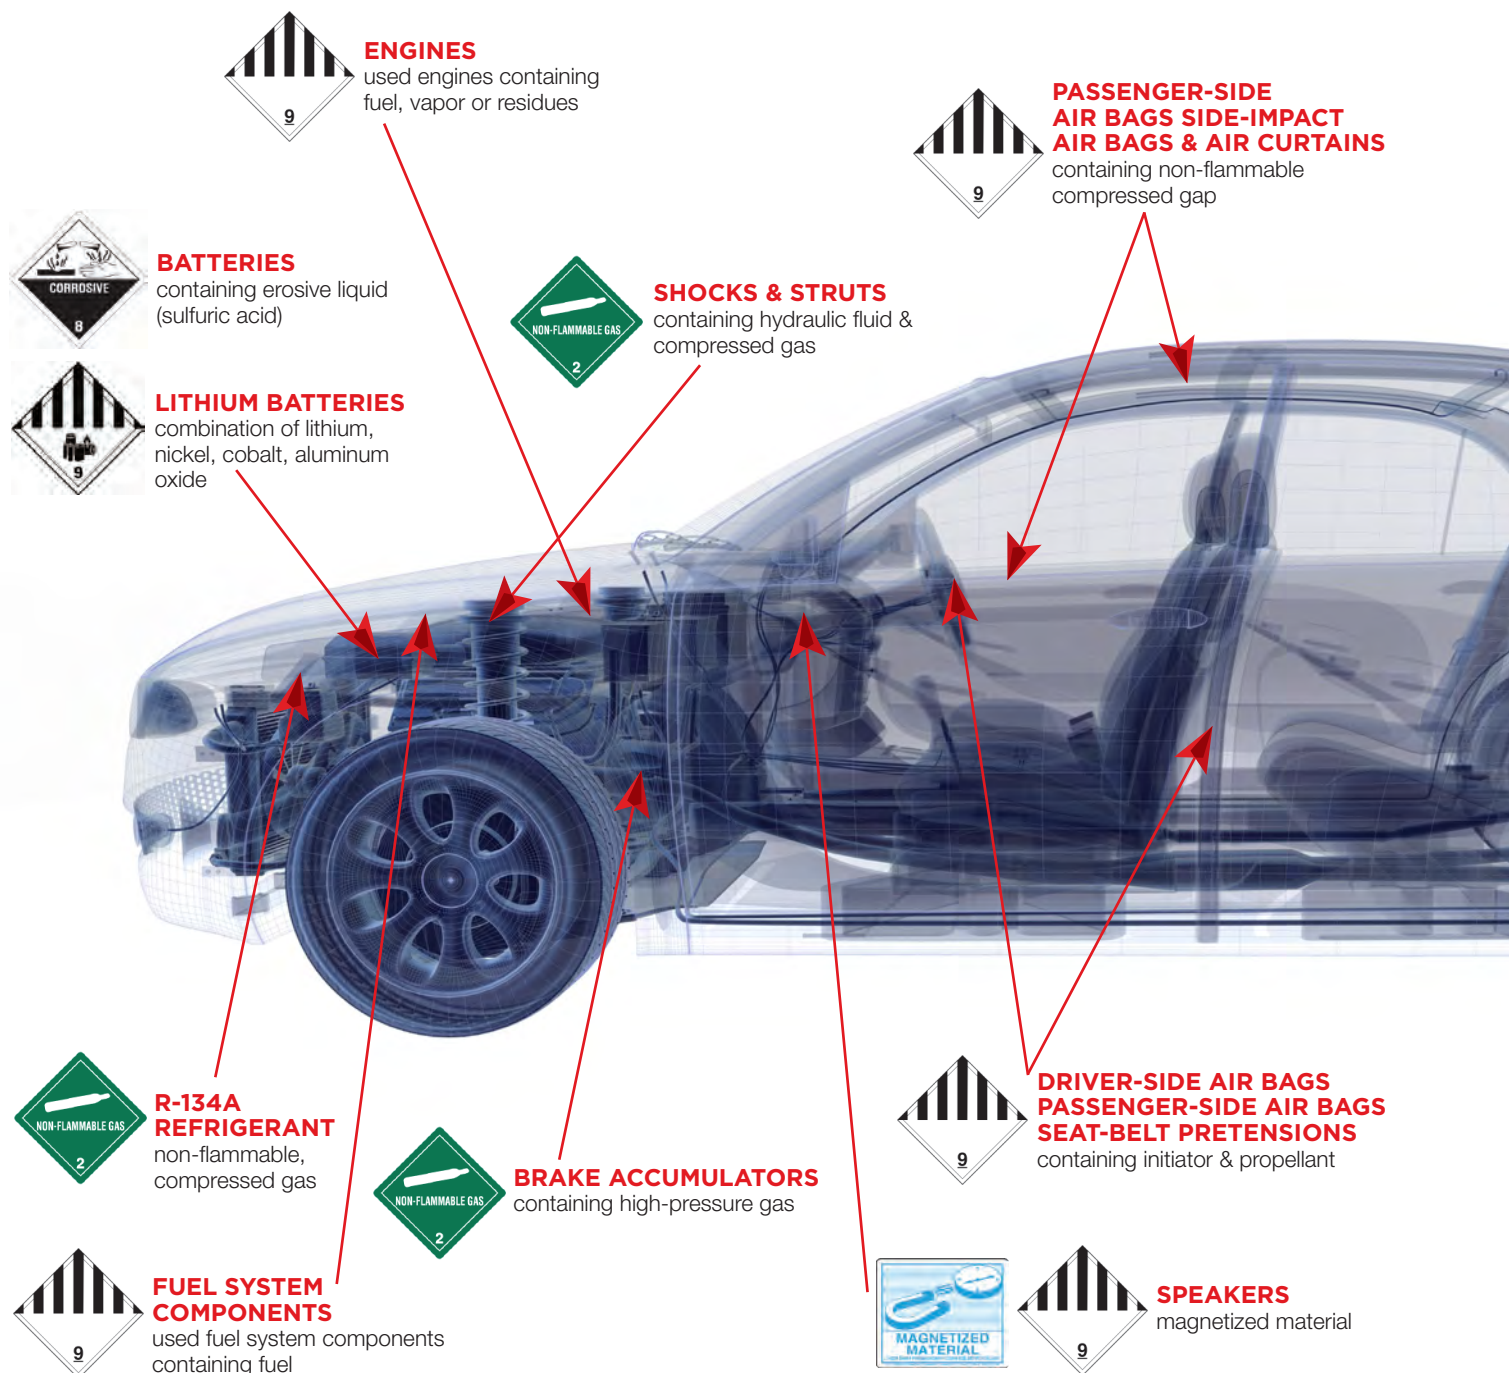 ENGINES
used engines containing
fuel, vapor or residues
9
PASSENGER-SIDE
AIR BAGS SIDE-IMPACT
AIR BAGS & AIR CURTAINS
containing non-flammable
compressed gap
9
CORROSIVE
8
BATTERIES
containing erosive liquid
(sulfuric acid)
NON-FLAMMABLE GAS
2
SHOCKS & STRUTS
containing hydraulic fluid &
compressed gas
9
LITHIUM BATTERIES
combination of lithium,
nickel, cobalt, aluminum
oxide
NON-FLAMMABLE GAS
2
R-134A
REFRIGERANT
non-flammable,
compressed gas
NON-FLAMMABLE GAS
2
BRAKE ACCUMULATORS
containing high-pressure gas
9
DRIVER-SIDE AIR BAGS
PASSENGER-SIDE AIR BAGS
SEAT-BELT PRETENSIONS
containing initiator & propellant
9
FUEL SYSTEM
COMPONENTS
used fuel system components
containing fuel
MAGNETIZED
MATERIAL
9
SPEAKERS
magnetized material